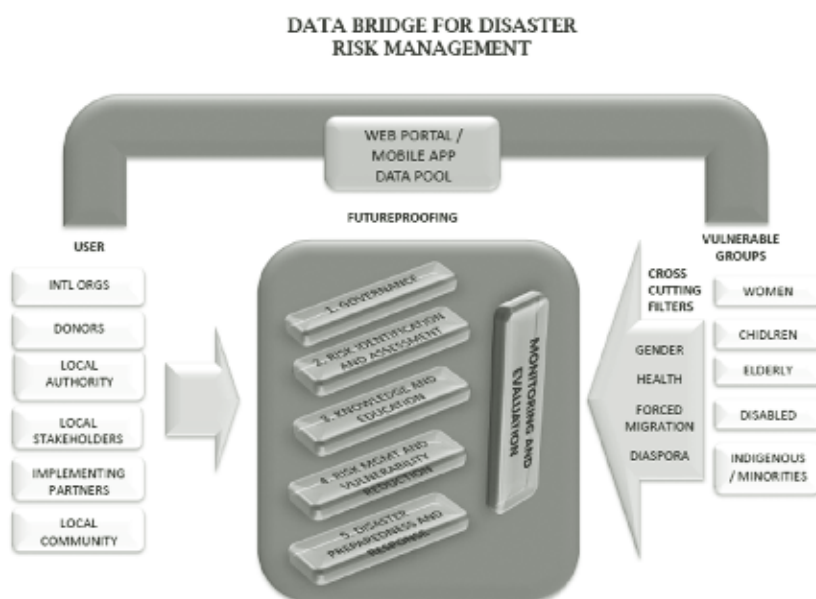 DATA BRIDGE FOR DISASTER
RISK MANAGEMENT
WEB PORTAL /
MOBILE APP
DATA POOL
FUTUREPROOFING
USER
INTL ORGS
DONORS
LOCAL
AUTHORITY
LOCAL
STAKEHOLDERS
IMPLEMENTING
PARTNERS
LOCAL
COMMUNITY
1. GOVERNANCE
2. RISK IDENTIFICATION
AND ASSESSMENT
3. KNOWLEDGE AND
EDUCATION
4. RISK MGMT AND
VULNERABILITY
REDUCTION
5. DISASTER
PREPAREDNESS AND
RESPONSE
MONITORING AND
EVALUATION
CROSS
CUTTING
FILTERS
GENDER
HEALTH
FORCED
MIGRATION
DIASPORA
VULNERABLE
GROUPS
WOMEN
CHIDLREN
ELDERLY
DISABLED
INDIGENOUS
/ MINORITIES